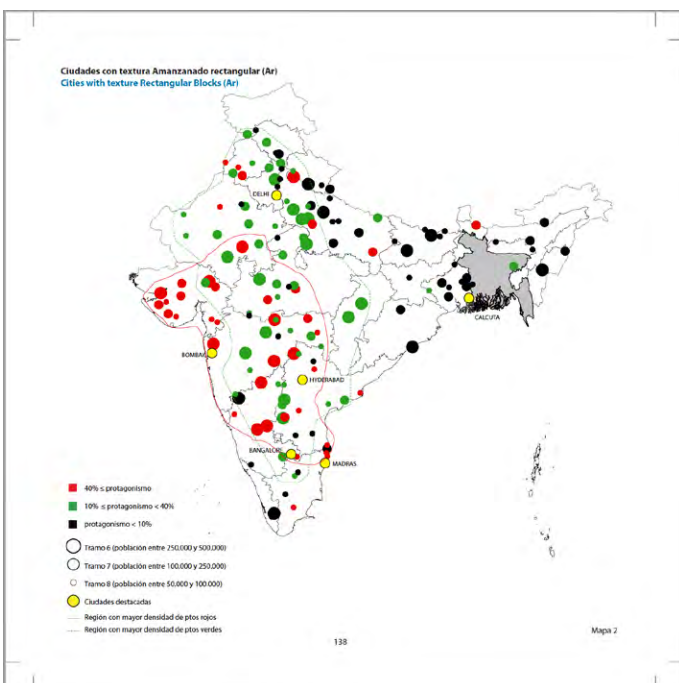 Ciudades con textura Amanzanado rectangular (Ar)
Cities with texture Rectangular Blocks (Ar)
DELHI
CALCUTA
BOMBAY
HYDERABAD
BANGALORE
MADRAS
40% ≤ protagonismo
10% ≤ protagonismo < 40%
protagonismo < 10%
Tramo 6 (población entre 250.000 y 500.000)
Tramo 7 (población entre 100.000 y 250.000)
Tramo 8 (población entre 50.000 y 100.000)
Ciudades destacadas
Región con mayor densidad de ptos rojos
Región con mayor densidad de ptos verdes
138
Mapa 2